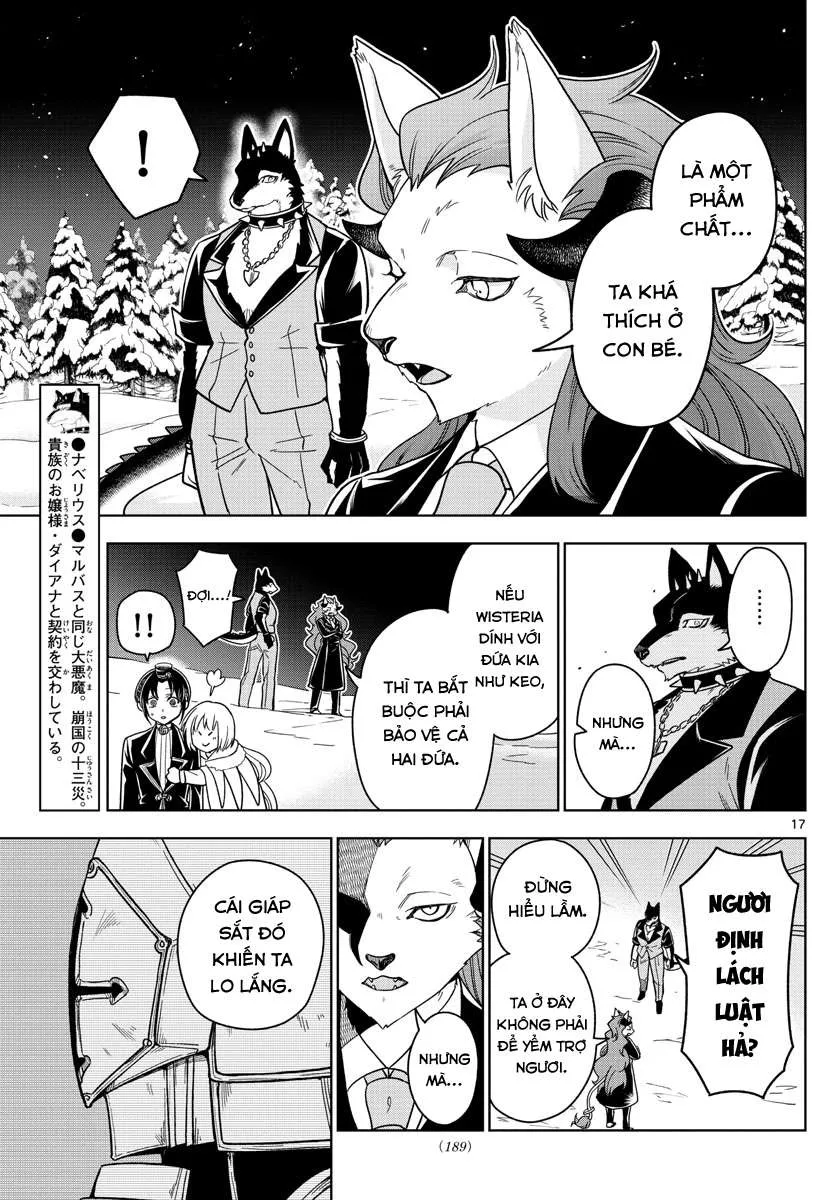 !
LÀ MỘT
PHẨM
CHẤT...
TA KHÁ
THÍCH Ở
CON BÉ.
●ナベリウス●マルバスと同じ大悪魔。崩国の十三災。
貴族のお嬢様・ダイアナと契約を交わしている。
......
NHƯNG
MÀ...
NẾU
WISTERIA
DÍNH VỚI
ĐỨA KIA
NHƯ KEO,
THÌ TA BẮT
BUỘC PHẢI
BẢO VỆ CẢ
HAI ĐỨA.
ĐỢI...!
!!
17
NGƯƠI
ĐỊNH
LÁCH
LUẬT
HẢ?
ĐỪNG
HIỂU LẦM.
TA Ở ĐÂY
KHÔNG PHẢI
ĐỂ YỂM TRỢ
NGƯƠI.
NHƯNG
MÀ...
CÁI GIÁP
SẮT ĐÓ
KHIẾN TA
LO LẮNG.
(189)